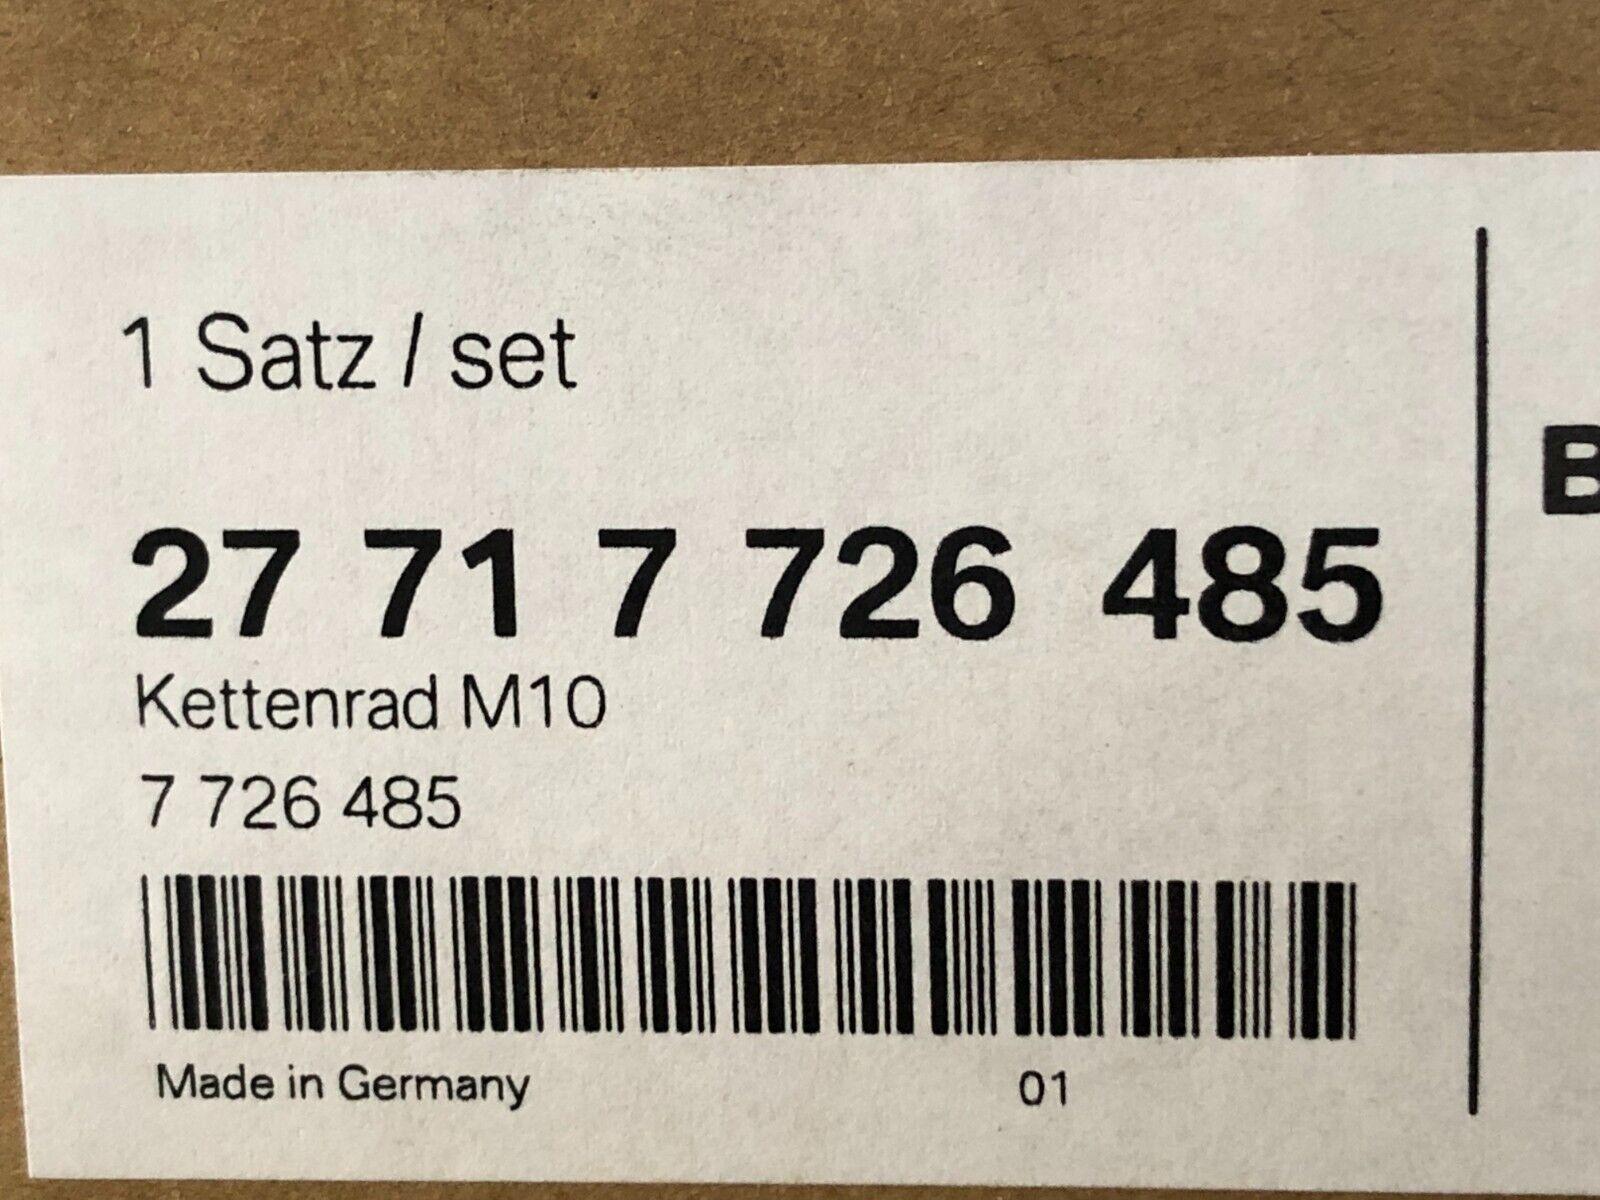 1 Satz / set
27 71 7 726 485
Kettenrad M10
7 726 485
Made in Germany 01
B